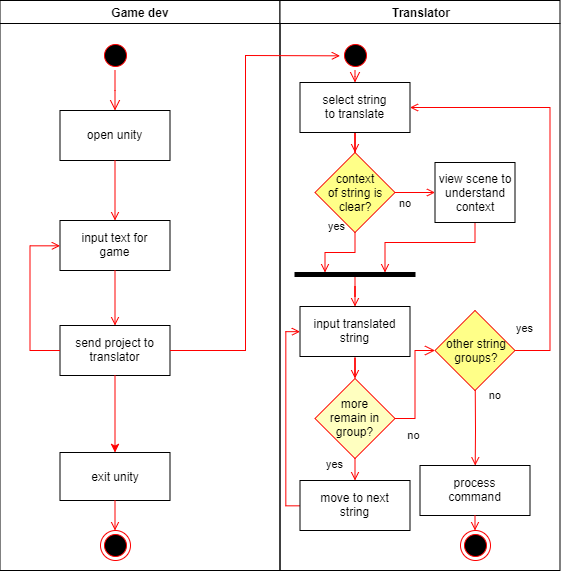 Game dev
open unity
input text for
game
send project to
translator
exit unity
Translator
select string
to translate
context
of string is
clear?
no
yes
view scene to
understand
context
input translated
string
more
remain in
group?
no
yes
move to next
string
other string
groups?
yes
no
process
command